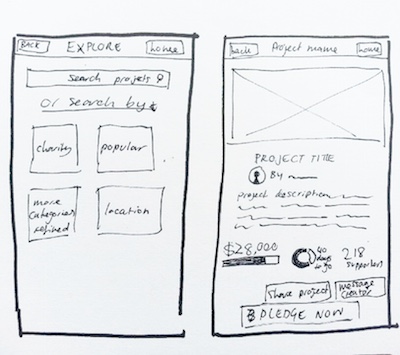 BACK EXPLORE home
search projects
or search by
charity popular
more
categories
refined
location
back Project name home
PROJECT TITLE
By
project description
$28,000
40
days
to go
218
supporters
Share project
message
creator
PLEDGE NOW